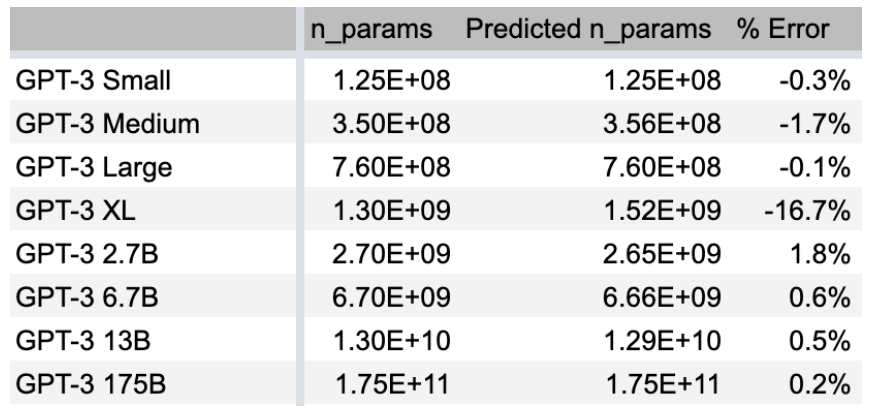 n_params Predicted n_params % Error
GPT-3 Small 1.25E+08 1.25E+08 -0.3%
GPT-3 Medium 3.50E+08 3.56E+08 -1.7%
GPT-3 Large 7.60E+08 7.60E+08 -0.1%
GPT-3 XL 1.30E+09 1.52E+09 -16.7%
GPT-3 2.7B 2.70E+09 2.65E+09 1.8%
GPT-3 6.7B 6.70E+09 6.66E+09 0.6%
GPT-3 13B 1.30E+10 1.29E+10 0.5%
GPT-3 175B 1.75E+11 1.75E+11 0.2%